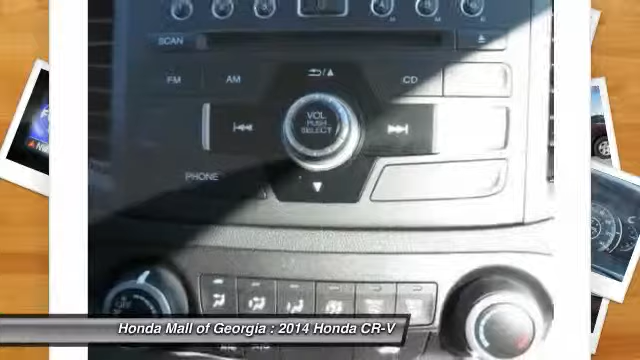 SCAN
FM AM CD
VOL
PUSH
SELECT
PHONE
Honda Mall of Georgia : 2014 Honda CR-V